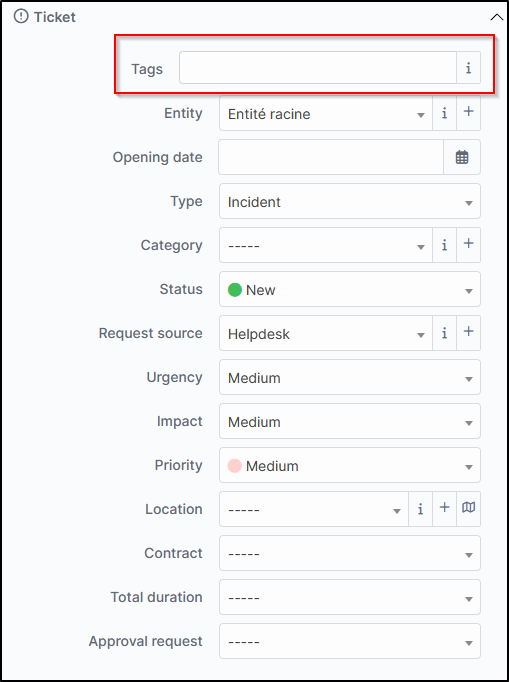 Ticket
Tags
Entity Entité racine
Opening date
Type Incident
Category -----
Status New
Request source Helpdesk
Urgency Medium
Impact Medium
Priority Medium
Location -----
Contract -----
Total duration -----
Approval request -----